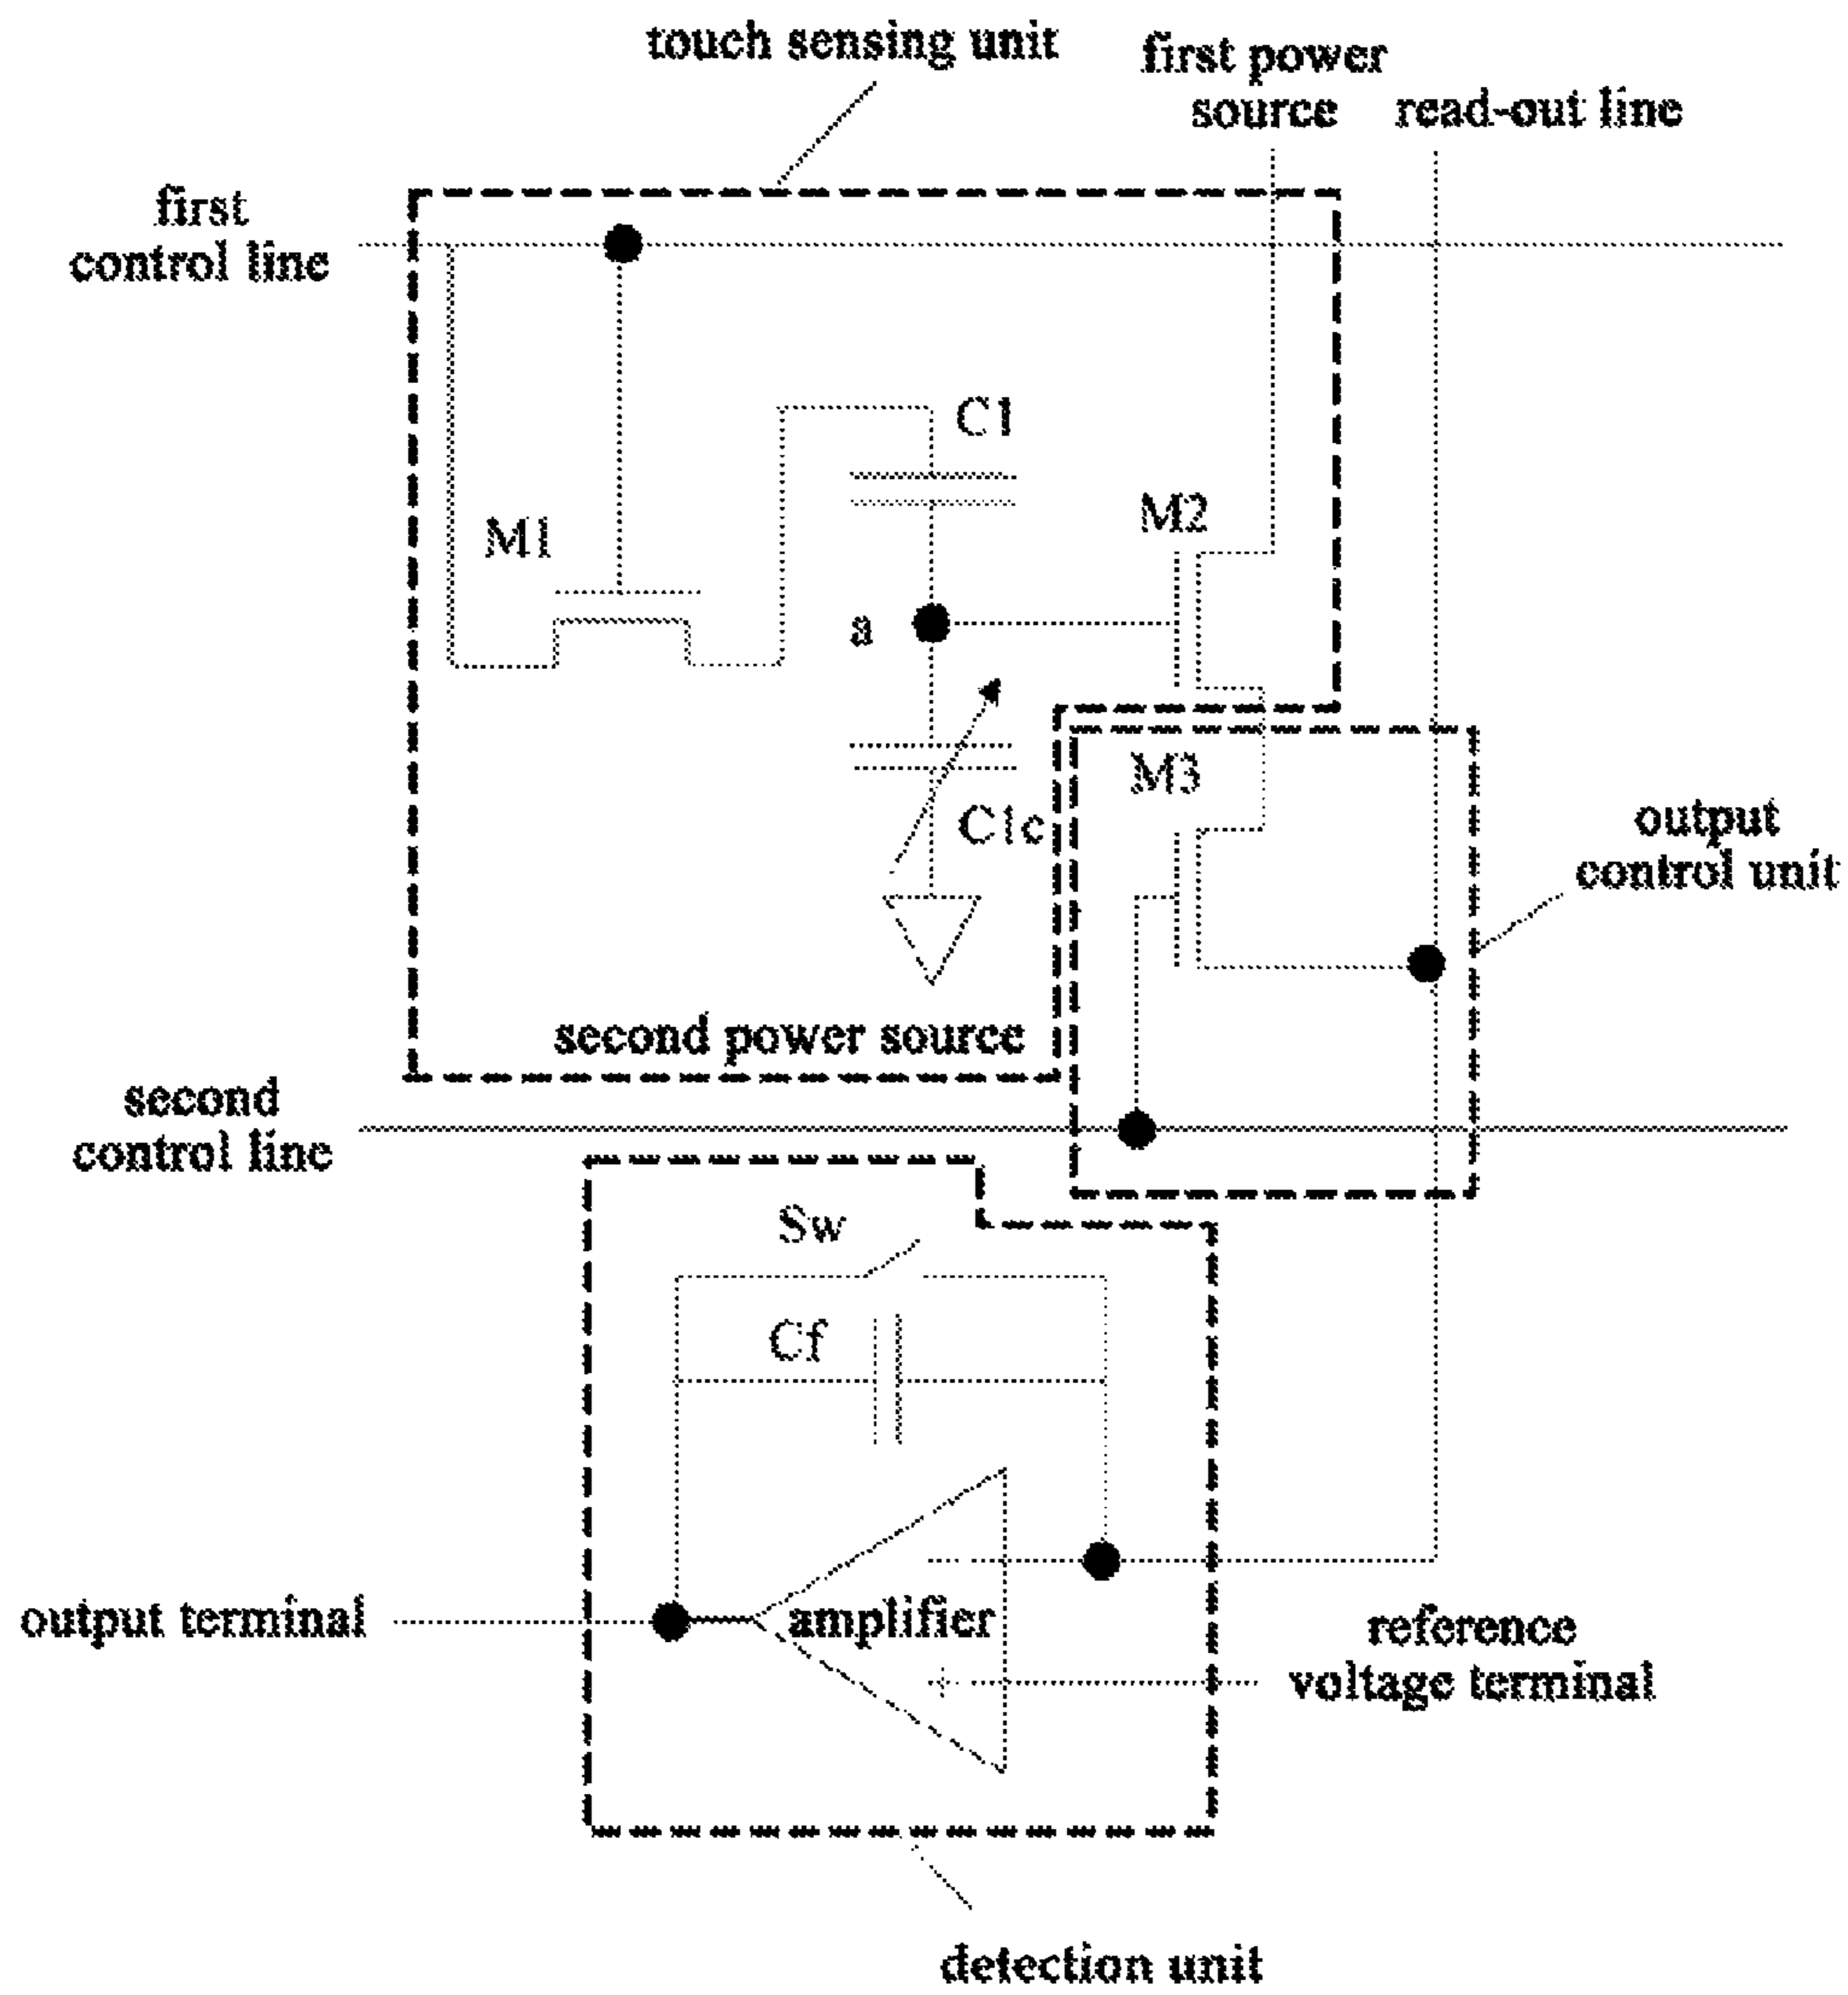 touch sensing unit
first power
source
read-out line
first
control line
C1
M2
M1
a
M3
C1c
output
control unit
second power source
second
control line
Sw
Cf
-
amplifier
output terminal
+
reference
voltage terminal
detection unit